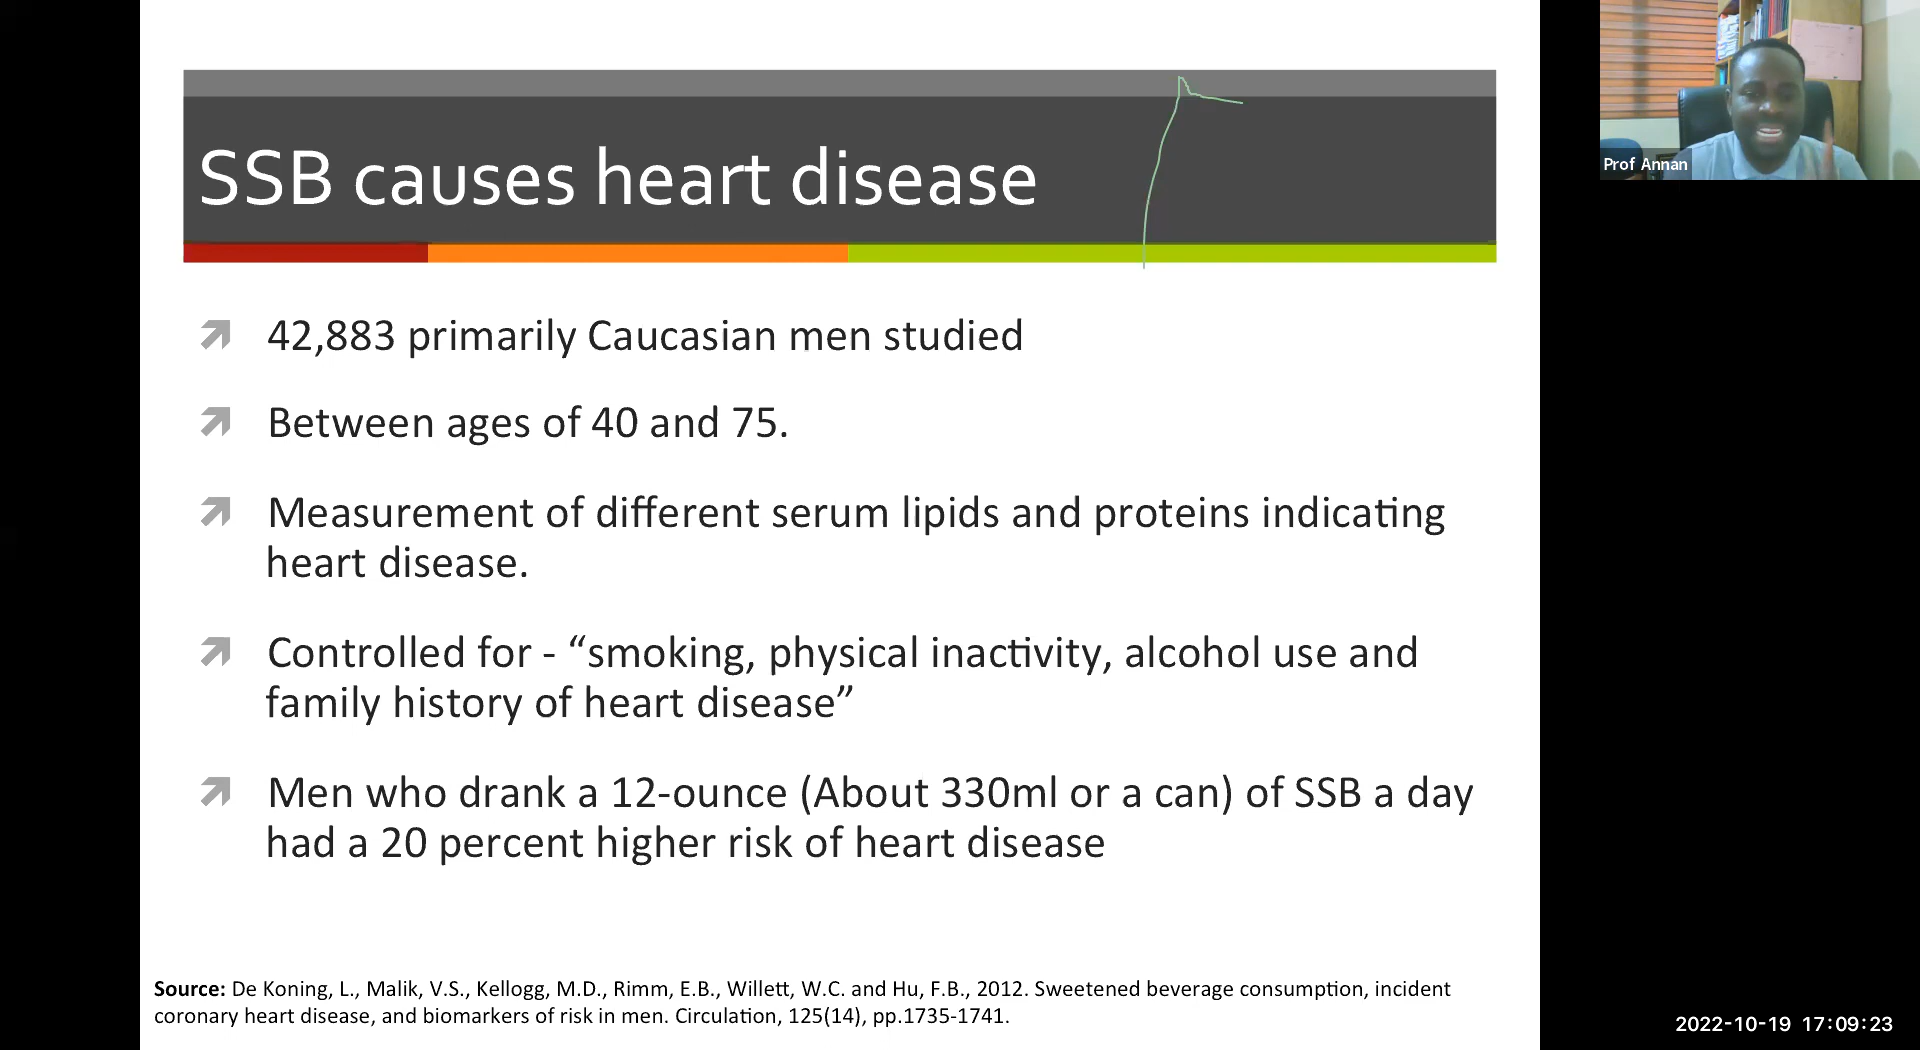 SSB causes heart disease
42,883 primarily Caucasian men studied
Between ages of 40 and 75.
Measurement of different serum lipids and proteins indicating
heart disease.
Controlled for - “smoking, physical inactivity, alcohol use and
family history of heart disease”
Men who drank a 12-ounce (About 330ml or a can) of SSB a day
had a 20 percent higher risk of heart disease
Source: De Koning, L., Malik, V.S., Kellogg, M.D., Rimm, E.B., Willett, W.C. and Hu, F.B., 2012. Sweetened beverage consumption, incident
coronary heart disease, and biomarkers of risk in men. Circulation, 125(14), pp.1735-1741.
Prof Annan
2022-10-19 17:09:23